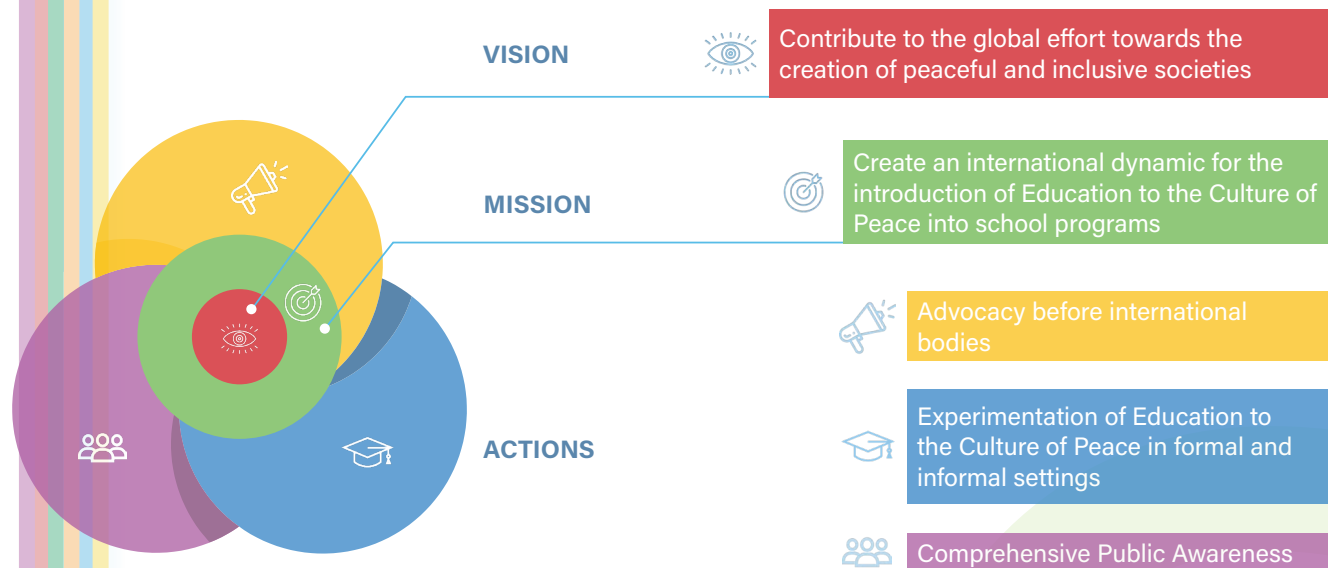 VISION
Contribute to the global effort towards the
creation of peaceful and inclusive societies
MISSION
Create an international dynamic for the
introduction of Education to the Culture of
Peace into school programs
ACTIONS
Advocacy before international
bodies
Experimentation of Education to
the Culture of Peace in formal and
informal settings
Comprehensive Public Awareness